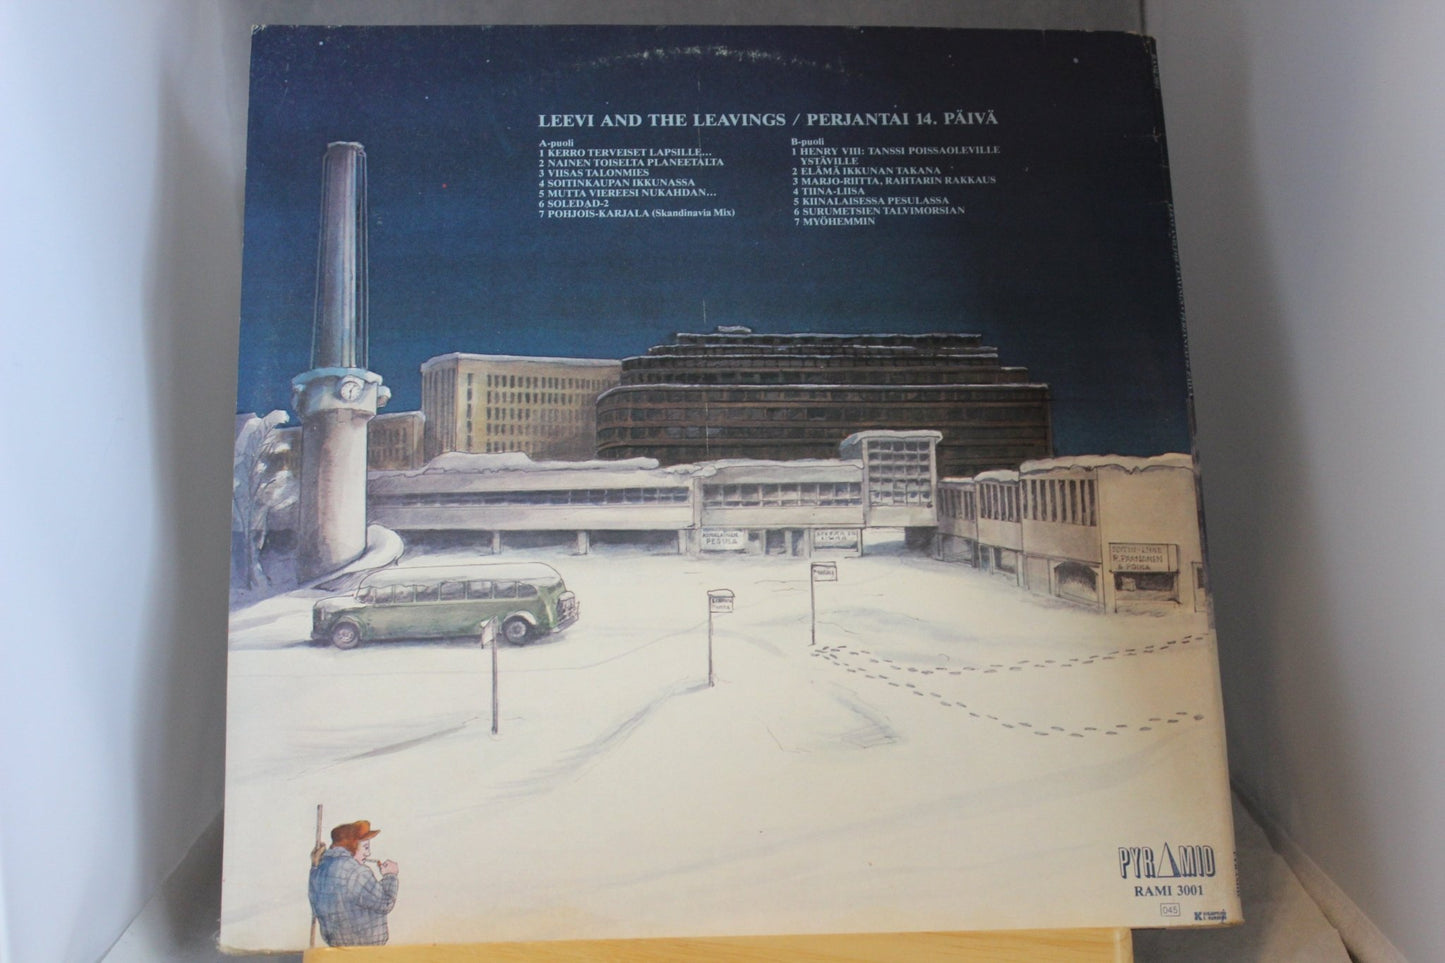 LEEVI AND THE LEAVINGS / PERJANTAI 14. PÄIVÄ
A-puoli
1 KERRO TERVEISET LAPSILLE...
2 NAINEN TOISELTA PLANEETALTA
3 VIISAS TALONMIES
4 SOITINKAUPAN IKKUNASSA
5 MUTTA VIEREESI NUKAHDAN...
6 SOLEDAD-2
7 POHJOIS-KARJALA (Skandinavia Mix)
B-puoli
1 HENRY VIII: TANSSI POISSAOLEVILLE
YSTÄVILLE
2 ELÄMÄ IKKUNAN TAKANA
3 MARJO-RIITTA, RAHTARIN RAKKAUS
4 TIINA-LIISA
5 KIINALAISESSA PESULASSA
6 SURUMETSIEN TALVIMORSIAN
7 MYÖHEMMIN
PESULA
R. PAANANEN
& POUKA
PYRAMID
RAMI 3001
045